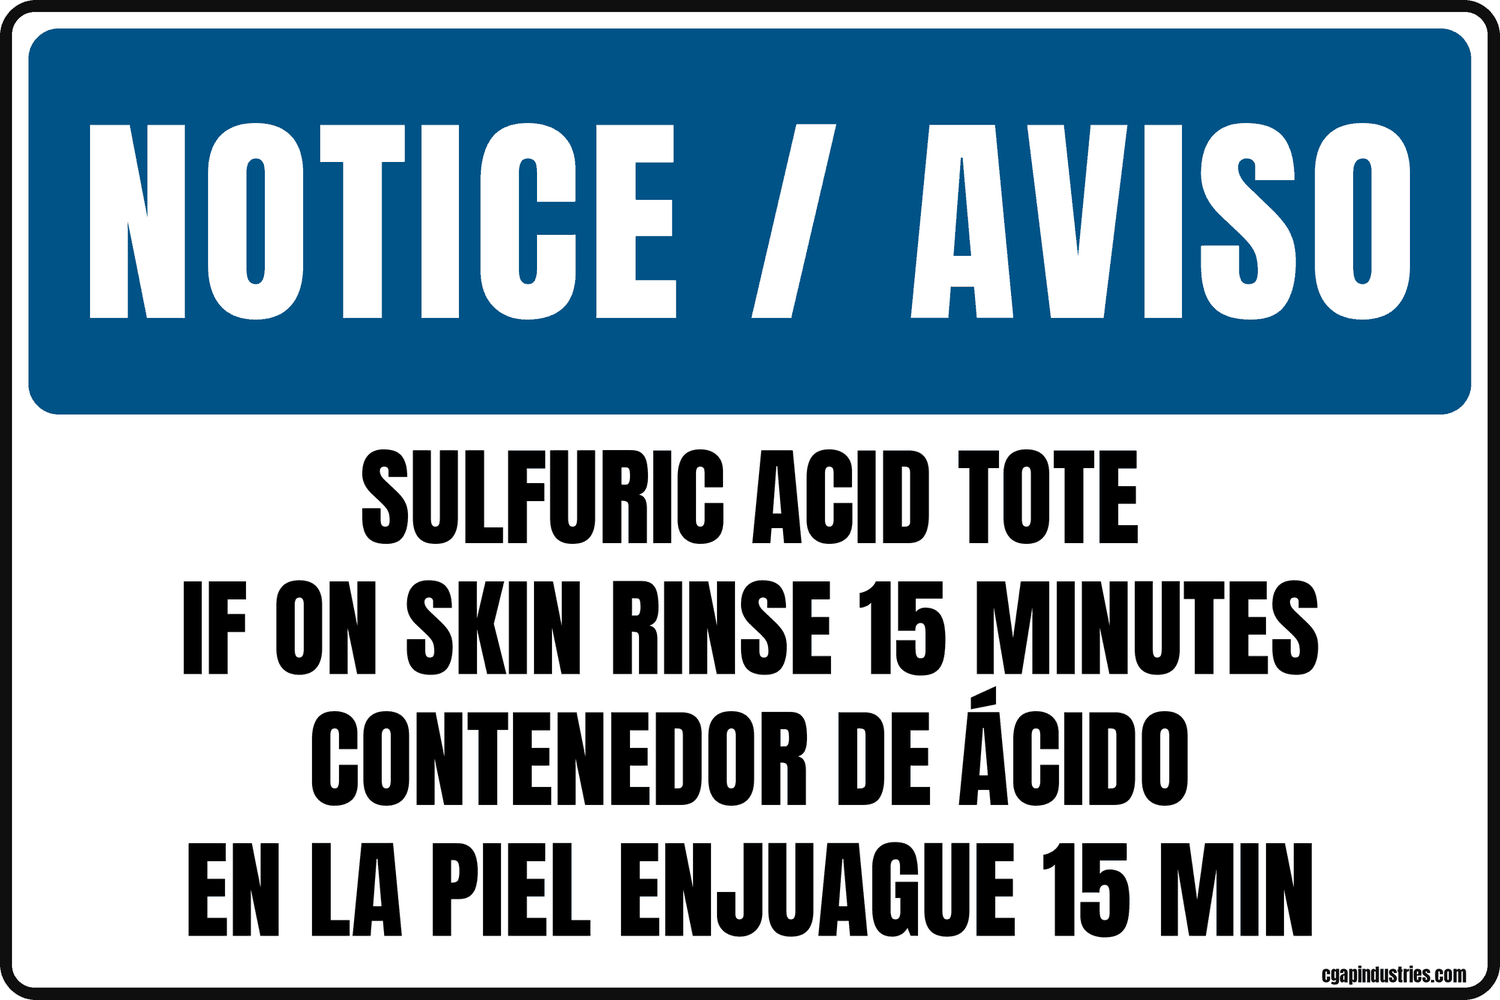 NOTICE / AVISO
SULFURIC ACID TOTE
IF ON SKIN RINSE 15 MINUTES
CONTENEDOR DE ÁCIDO
EN LA PIEL ENJUAGUE 15 MIN
cgapindustries.com